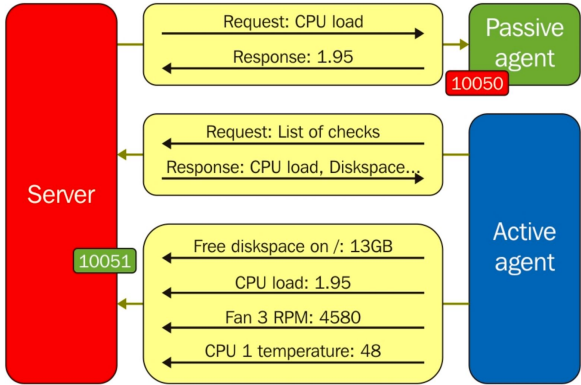 Request: CPU load
Response: 1.95
Passive
agent
10050
Request: List of checks
Response: CPU load, Diskspace...
Server
Active
agent
10051
Free diskspace on /: 13GB
CPU load: 1.95
Fan 3 RPM: 4580
CPU 1 temperature: 48